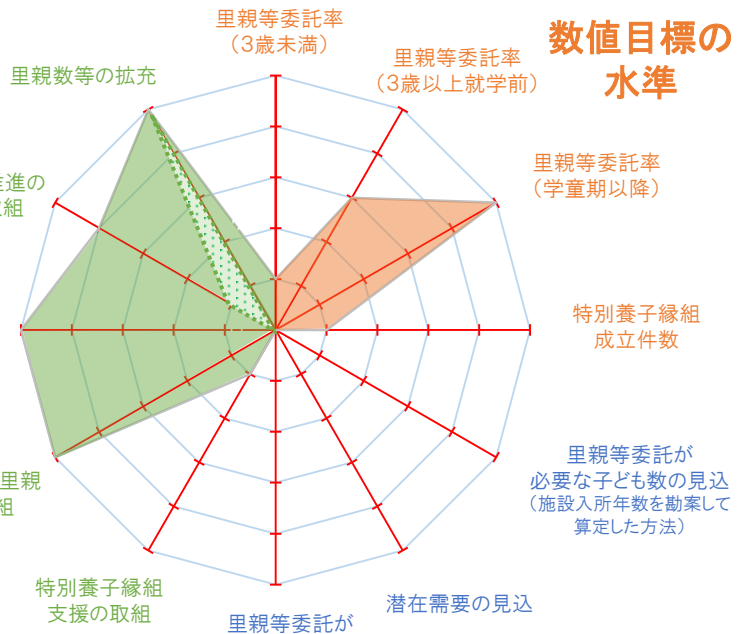 数値目標の
水準
里親等委託率
（3歳未満）
里親等委託率
（3歳以上就学前）
里親等委託率
（学童期以降）
特別養子縁組
成立件数
里親等委託が
必要な子ども数の見込
（施設入所年数を勘案して
算定した方法）
潜在需要の見込
里親等委託が
特別養子縁組
支援の取組
里親
組
進の
組
里親数等の拡充